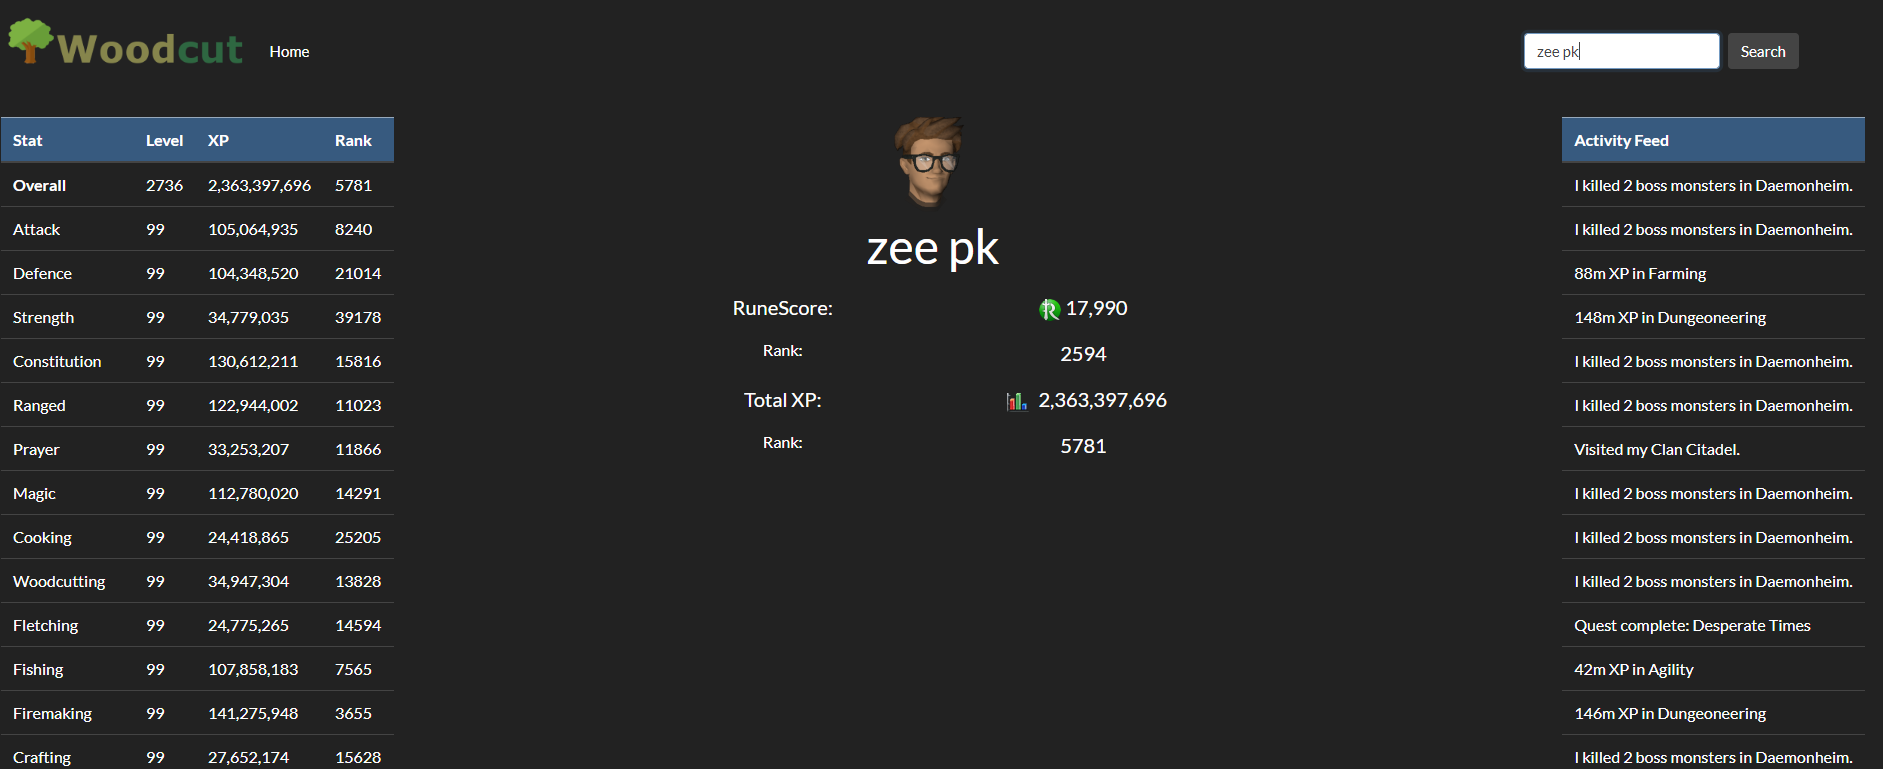 Woodcut Home zee pk Search
Stat Level XP Rank
Overall 2736 2,363,397,696 5781
Attack 99 105,064,935 8240
Defence 99 104,348,520 21014
Strength 99 34,779,035 39178
Constitution 99 130,612,211 15816
Ranged 99 122,944,002 11023
Prayer 99 33,253,207 11866
Magic 99 112,780,020 14291
Cooking 99 24,418,865 25205
Woodcutting 99 34,947,304 13828
Fletching 99 24,775,265 14594
Fishing 99 107,858,183 7565
Firemaking 99 141,275,948 3655
Crafting 99 27,652,174 15628
zee pk
RuneScore: 17,990
Rank: 2594
Total XP: 2,363,397,696
Rank: 5781
Activity Feed
I killed 2 boss monsters in Daemonheim.
I killed 2 boss monsters in Daemonheim.
88m XP in Farming
148m XP in Dungeoneering
I killed 2 boss monsters in Daemonheim.
I killed 2 boss monsters in Daemonheim.
Visited my Clan Citadel.
I killed 2 boss monsters in Daemonheim.
I killed 2 boss monsters in Daemonheim.
I killed 2 boss monsters in Daemonheim.
Quest complete: Desperate Times
42m XP in Agility
146m XP in Dungeoneering
I killed 2 boss monsters in Daemonheim.